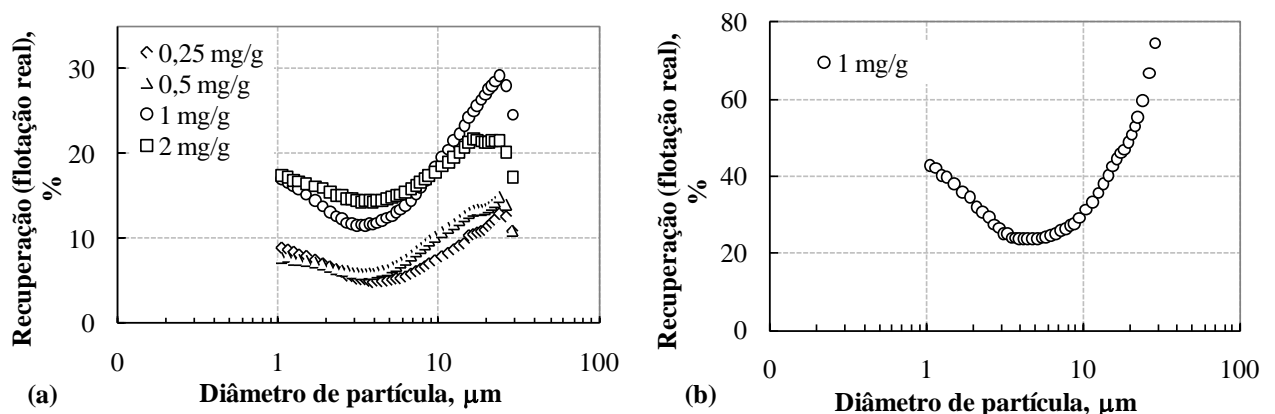 Recuperação (flotação real),
%
30
20
10
0
0,25 mg/g
0,5 mg/g
1 mg/g
2 mg/g
0 1 10 100
Diâmetro de partícula, μm
(a)
Recuperação (flotação real),
%
80
60
40
20
0
1 mg/g
0 1 10 100
Diâmetro de partícula, μm
(b)